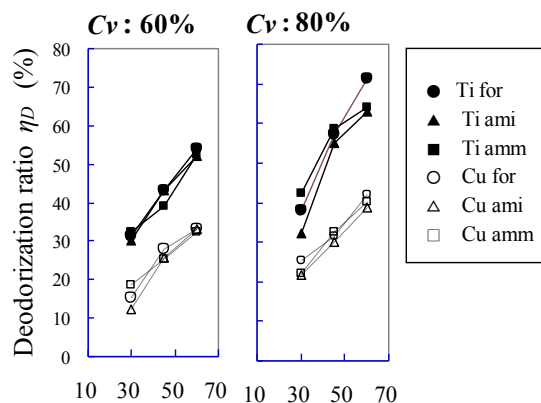 Cv : 60%
Cv : 80%
Deodorization ratio ηD (%)
80
70
60
50
40
30
20
10
0
10 30 50 70
10 30 50 70
Ti for
Ti ami
Ti amm
Cu for
Cu ami
Cu amm